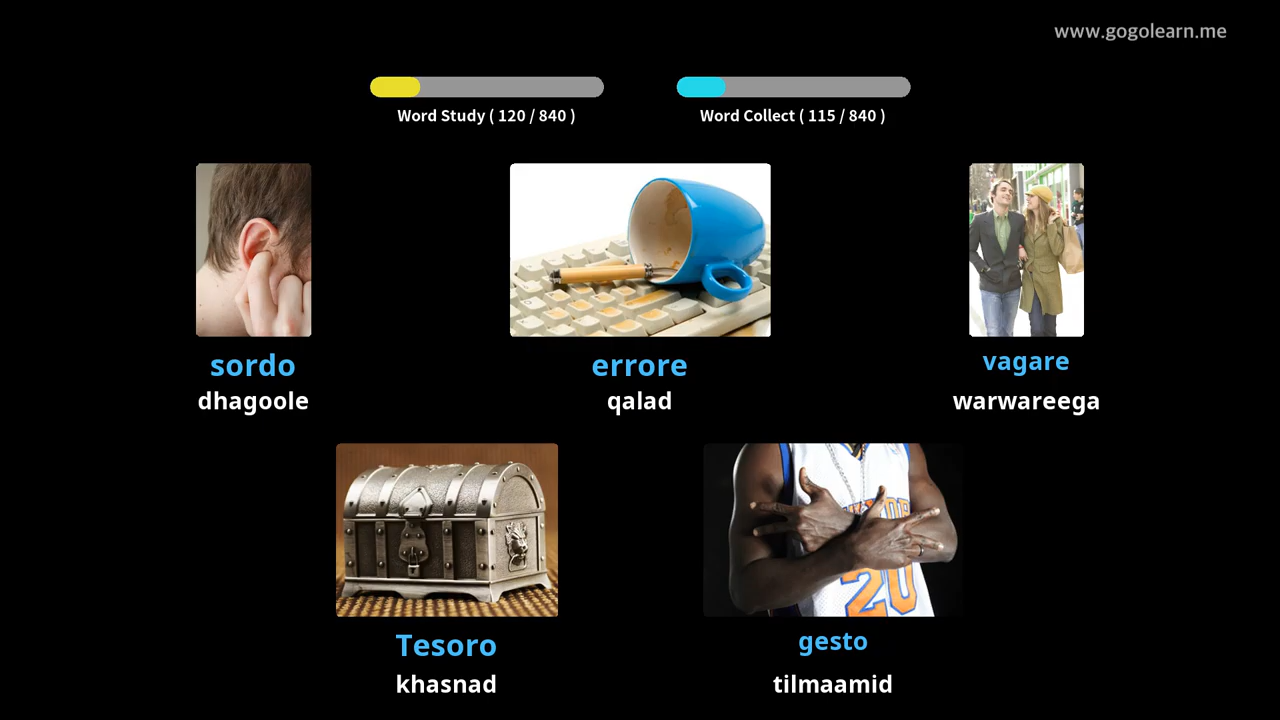 www.gogolearn.me
Word Study ( 120 / 840 )
Word Collect ( 115 / 840 )
sordo
dhagoole
errore
qalad
vagare
warwareega
Tesoro
khasnad
gesto
tilmaamid
20